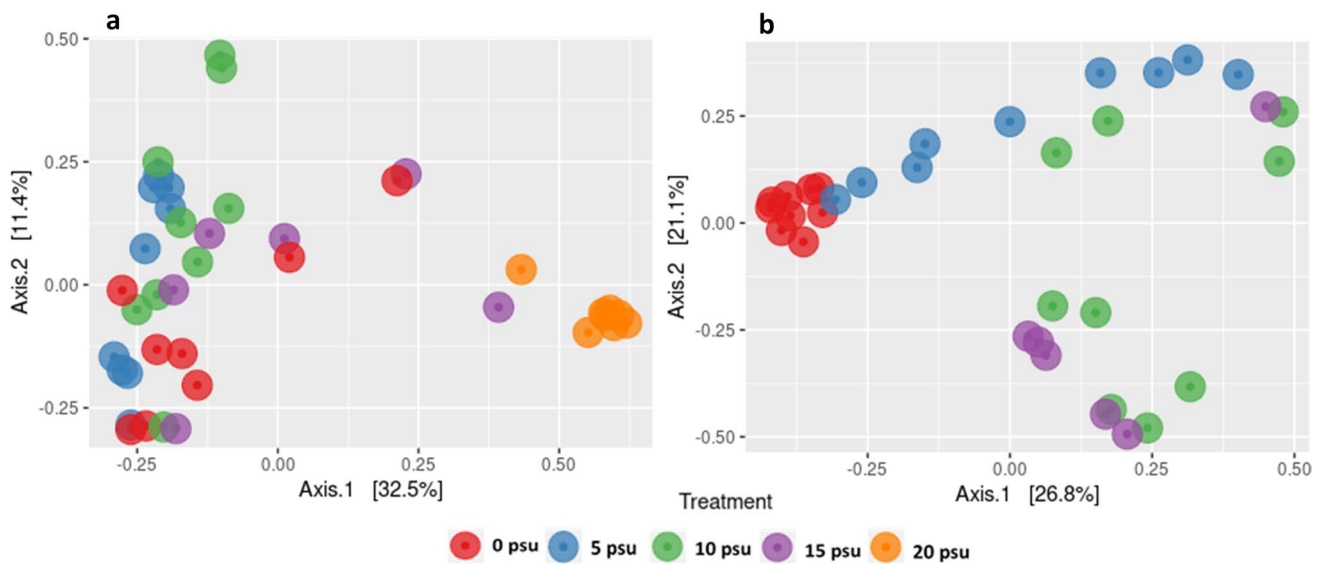 a
b
0.50
0.25
0.00
-0.25
Axis.2 [11.4%]
-0.25 0.00 0.25 0.50
Axis.1 [32.5%]
0.25
0.00
-0.25
-0.50
Axis.2 [21.1%]
-0.25 0.00 0.25 0.50
Axis.1 [26.8%]
Treatment
0 psu 5 psu 10 psu 15 psu 20 psu